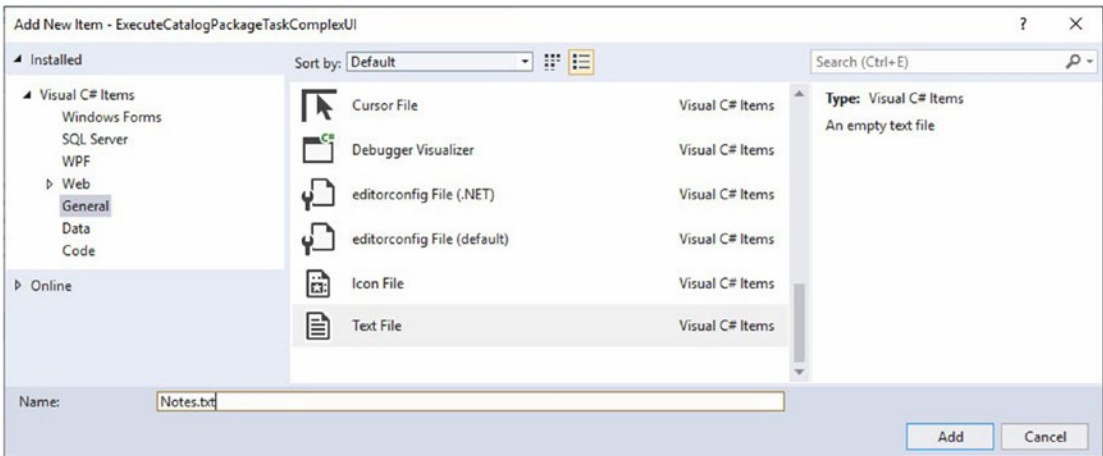 Add New Item - ExecuteCatalogPackageTaskComplexUI
? ×
Installed
Sort by: Default
Search (Ctrl+E)
Visual C# Items
Windows Forms
SQL Server
WPF
Web
General
Data
Code
Online
Cursor File Visual C# Items
Debugger Visualizer Visual C# Items
editorconfig File (.NET) Visual C# Items
editorconfig File (default) Visual C# Items
Icon File Visual C# Items
Text File Visual C# Items
Type: Visual C# Items
An empty text file
Name: Notes.txt
Add Cancel